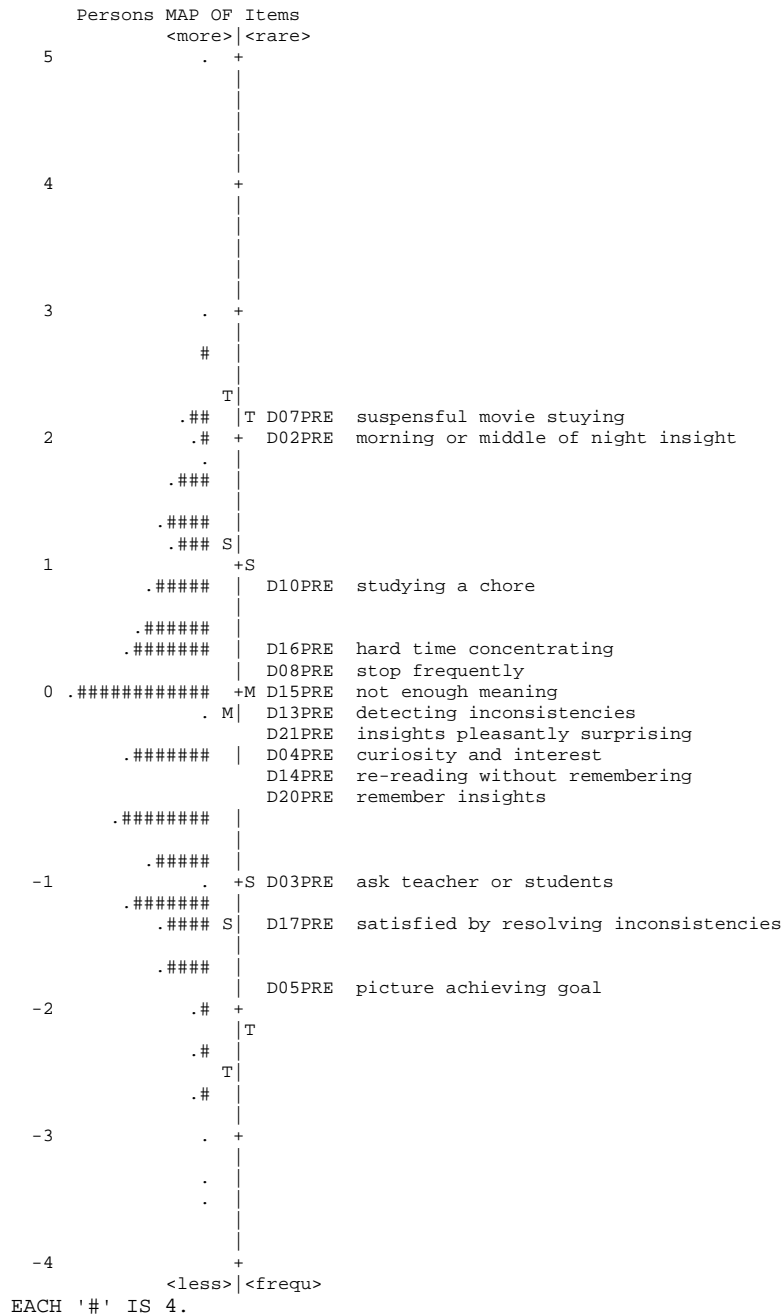 Persons MAP OF Items
<more>|<rare>
5 . +
|
|
|
|
|
4 +
|
|
|
|
|
3 . +
|
# |
|
T|
.## |T D07PRE suspensful movie stuying
2 .# + D02PRE morning or middle of night insight
. |
.### |
|
.#### |
.### S|
1 +S
.##### | D10PRE studying a chore
|
.###### |
.####### | D16PRE hard time concentrating
| D08PRE stop frequently
0 .############ +M D15PRE not enough meaning
. M| D13PRE detecting inconsistencies
D21PRE insights pleasantly surprising
.####### | D04PRE curiosity and interest
D14PRE re-reading without remembering
D20PRE remember insights
.######## |
|
.##### |
-1 . +S D03PRE ask teacher or students
.####### |
.#### S| D17PRE satisfied by resolving inconsistencies
|
.#### |
| D05PRE picture achieving goal
-2 .# +
|T
.# |
T|
.# |
|
-3 . +
|
. |
. |
|
|
-4 +
<less>|<frequ>
EACH '#' IS 4.